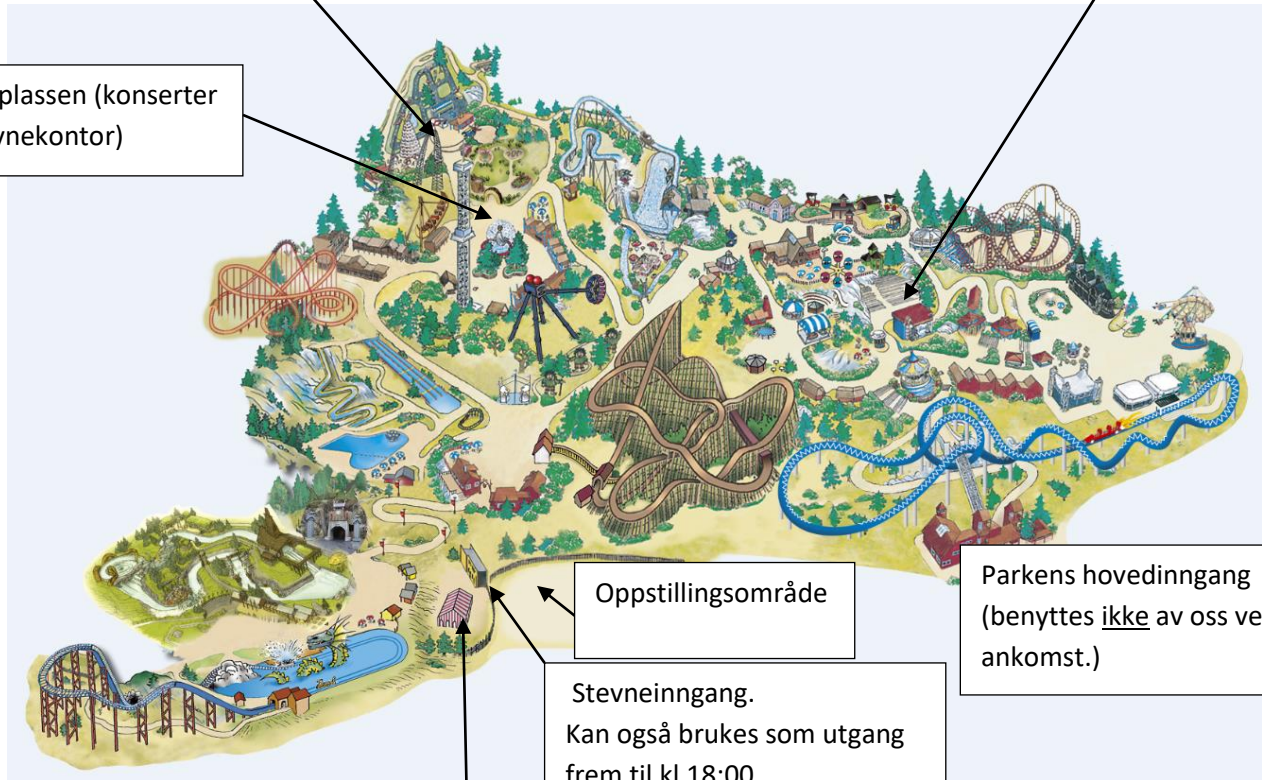 plassen (konserter
nekontor)
Oppstillingsområde
Parkens hovedinngang
(benyttes ikke av oss ve
ankomst.)
Stevneinngang.
Kan også brukes som utgang
frem til kl 18:00